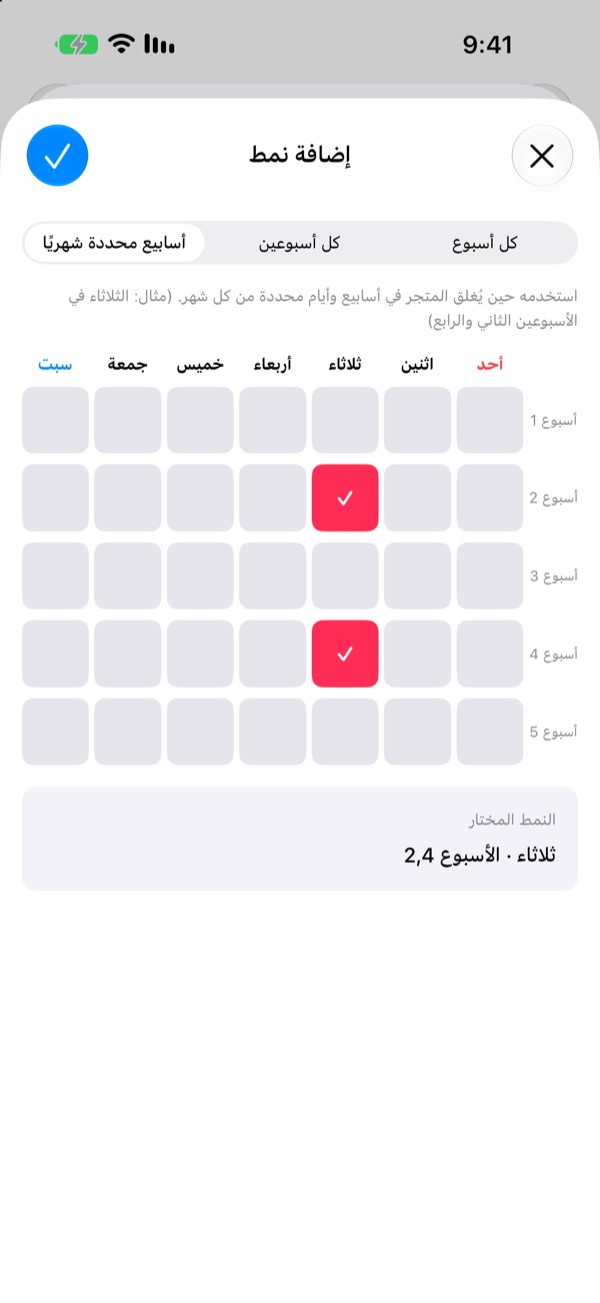 9:41
إضافة نمط
كل أسبوع
كل أسبوعين
أسابيع محددة شهريًا
استخدمه حين يُغلق المتجر في أسابيع وأيام محددة من كل شهر. (مثال: الثلاثاء في
الأسبوعين الثاني والرابع)
أحد اثنين ثلاثاء أربعاء خميس جمعة سبت
أسبوع 1
أسبوع 2
أسبوع 3
أسبوع 4
أسبوع 5
النمط المختار
ثلاثاء · الأسبوع 2,4